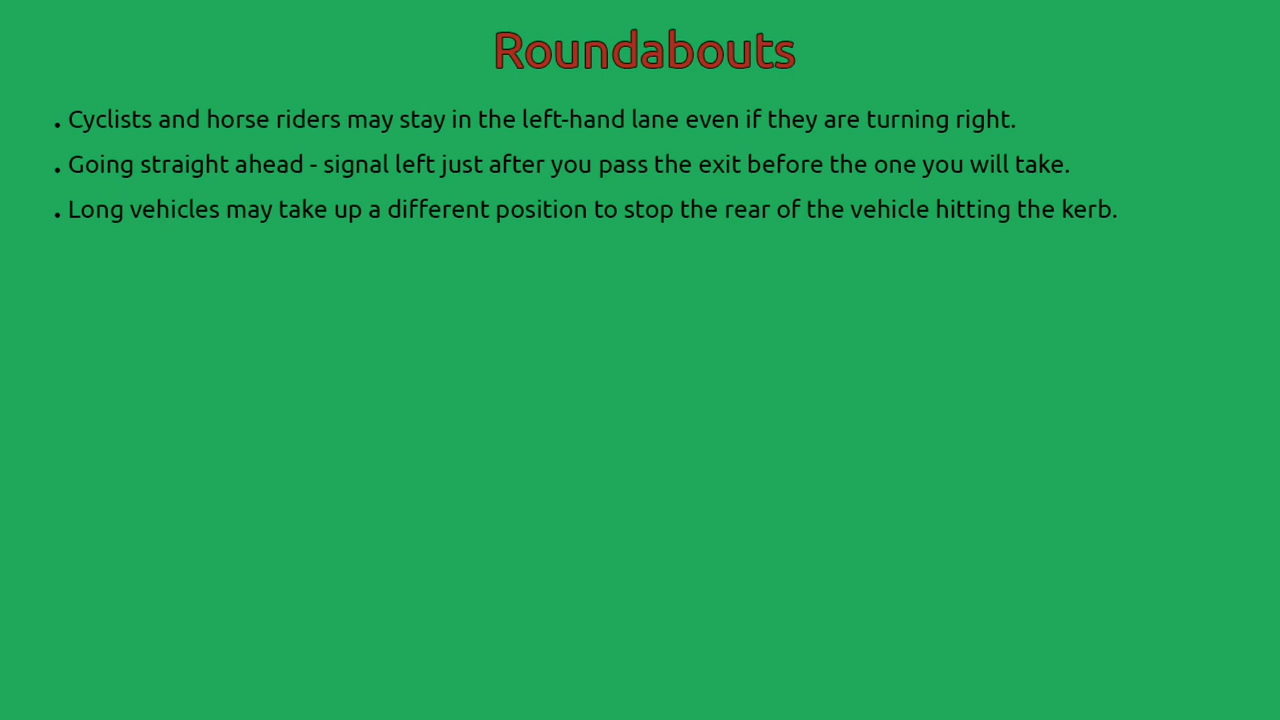 Roundabouts
. Cyclists and horse riders may stay in the left-hand lane even if they are turning right.
. Going straight ahead - signal left just after you pass the exit before the one you will take.
. Long vehicles may take up a different position to stop the rear of the vehicle hitting the kerb.